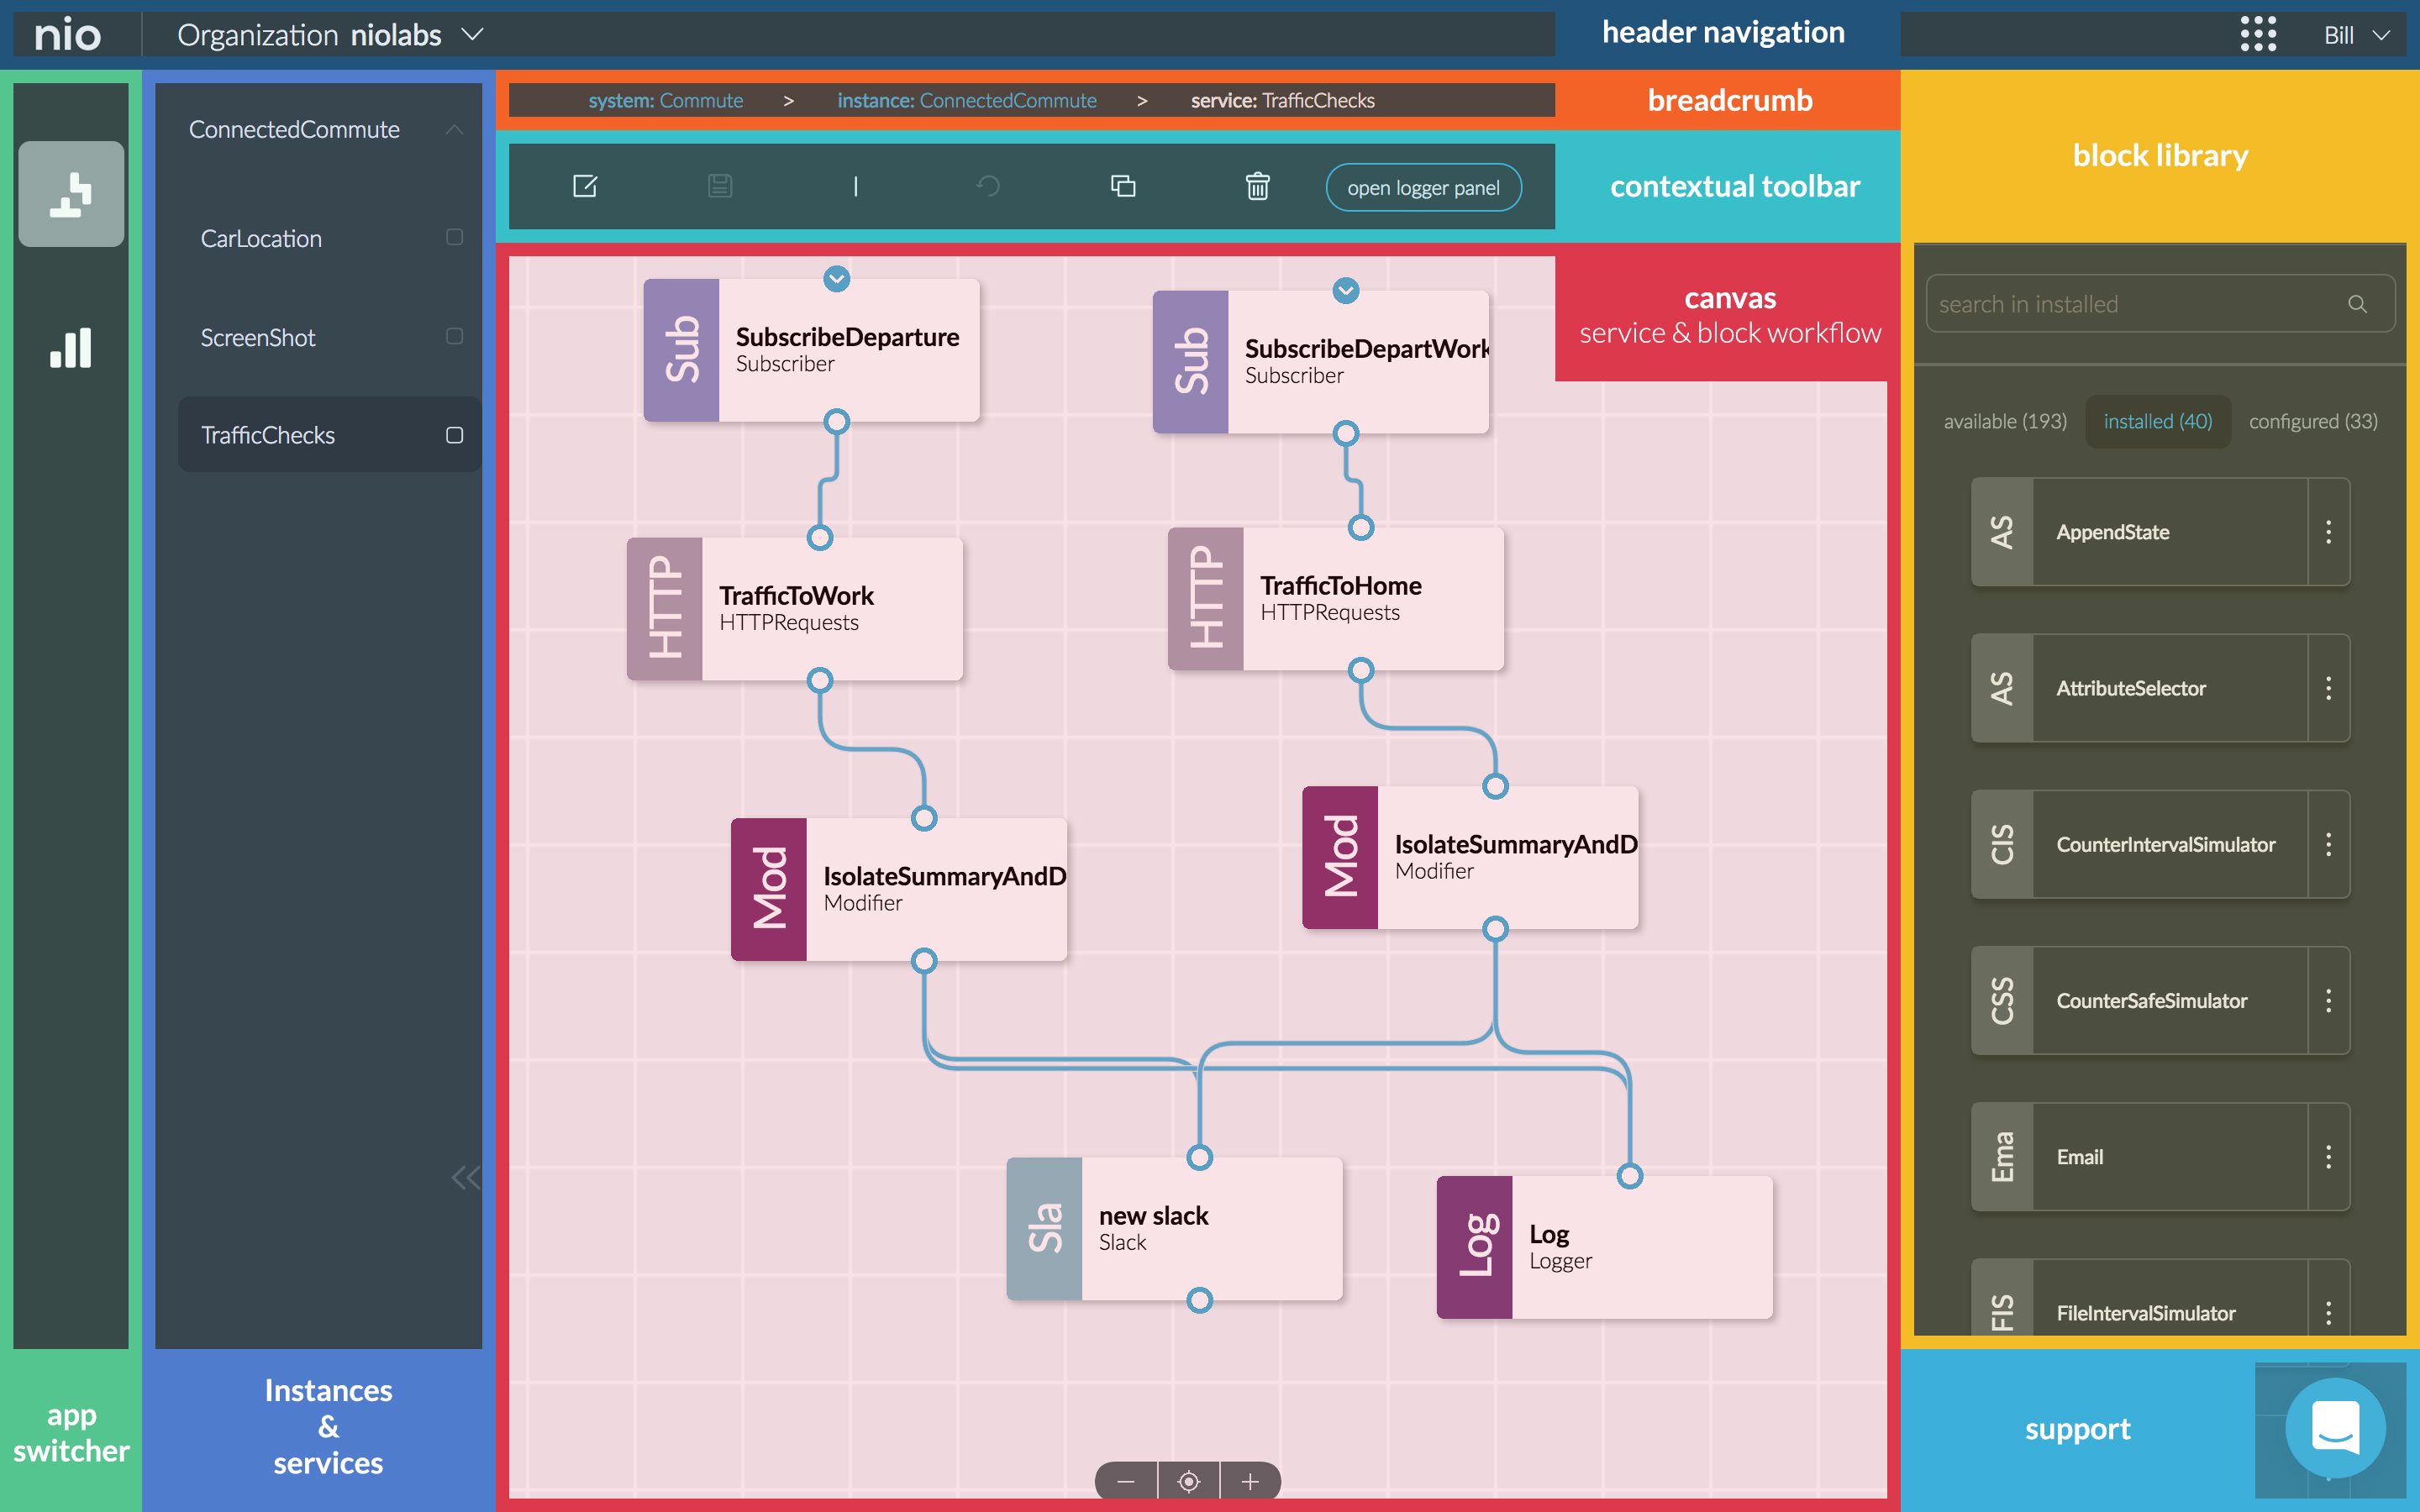 nio
Organization niolabs
header navigation
Bill
system: Commute > instance: ConnectedCommute > service: TrafficChecks
breadcrumb
open logger panel
contextual toolbar
block library
ConnectedCommute
CarLocation
ScreenShot
TrafficChecks
canvas
service & block workflow
Sub
SubscribeDeparture
Subscriber
Sub
SubscribeDepartWork
Subscriber
HTTP
TrafficToWork
HTTPRequests
HTTP
TrafficToHome
HTTPRequests
Mod
IsolateSummaryAndD
Modifier
Mod
IsolateSummaryAndD
Modifier
Sla
new slack
Slack
Log
Log
Logger
search in installed
available (193)
installed (40)
configured (33)
AS
AppendState
AS
AttributeSelector
CIS
CounterIntervalSimulator
CSS
CounterSafeSimulator
Ema
Email
FIS
FileIntervalSimulator
app
switcher
Instances
&
services
support